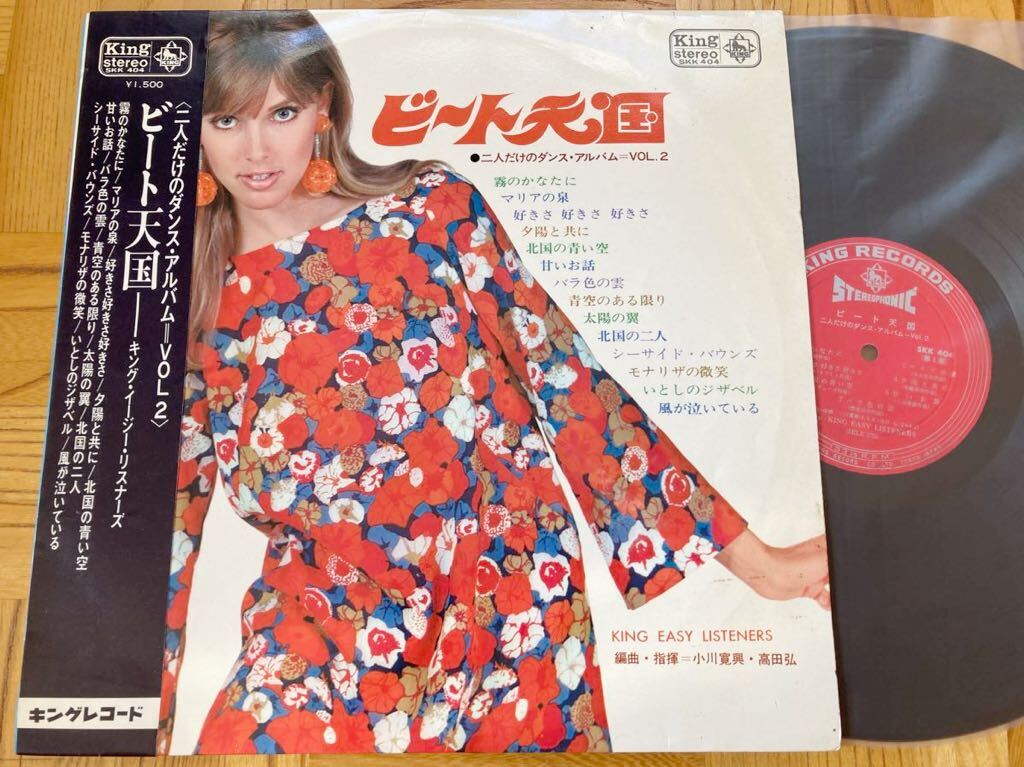 King
stereo
SKK 404
KING
¥1,500
〈二人だけのダンス・アルバム=VOL 2〉
ビート天国――キング・イージー・リスナーズ
霧のかなたに/マリアの泉/好きさ好きさ好きさ/夕陽と共に/北国の青い空
甘いお話/バラ色の雲/青空のある限り/太陽の翼/北国の二人
シーサイド・バウンズ/モナリザの微笑/いとしのジザベル/風が泣いている
キングレコード
King
stereo
SKK 404
KING
ビート天国
●二人だけのダンス・アルバム=VOL.2
霧のかなたに
マリアの泉
好きさ 好きさ 好きさ
夕陽と共に
北国の青い空
甘いお話
バラ色の雲
青空のある限り
太陽の翼
北国の二人
シーサイド・バウンズ
モナリザの微笑
いとしのジザベル
風が泣いている
KING EASY LISTENERS
編曲・指揮=小川寛興・高田弘
KING RECORDS
STEREOPHONIC
ビート天国
二人だけのダンス・アルバム―Vol.2
SKK 404
KING EASY LISTENERS